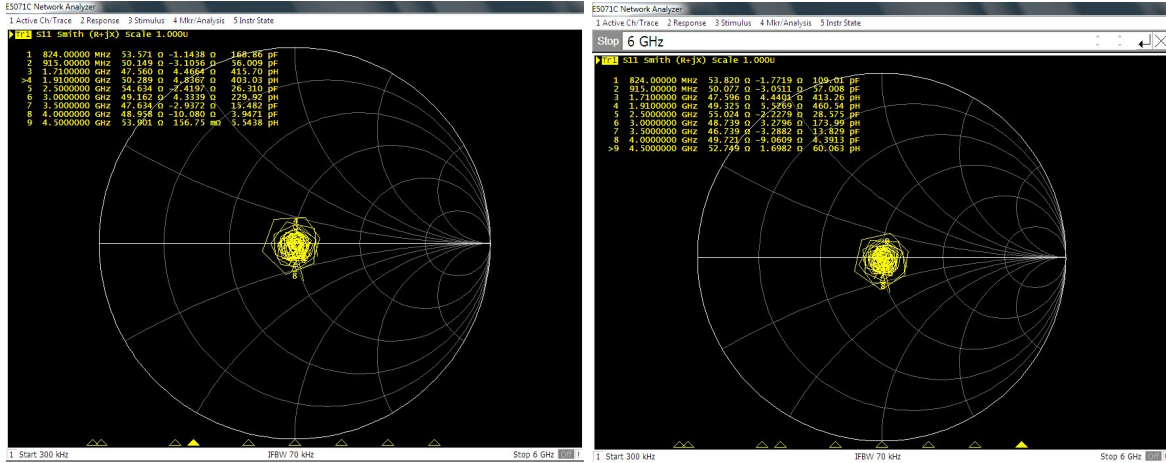 E5071C Network Analyzer
1 Active Ch/Trace 2 Response 3 Stimulus 4 Mkr/Analysis 5 Instr State
Tr1 S11 Smith (R+jX) Scale 1.000U
1 824.00000 MHz 53.571 Ω -1.1438 Ω 168.86 pF
2 915.00000 MHz 50.149 Ω -3.1056 Ω 56.009 pF
3 1.7100000 GHz 47.560 Ω 4.4664 Ω 415.70 pH
>4 1.9100000 GHz 50.289 Ω 4.8367 Ω 403.03 pH
5 2.5000000 GHz 54.634 Ω -2.4197 Ω 26.310 pF
6 3.0000000 GHz 49.162 Ω 4.3339 Ω 229.92 pH
7 3.5000000 GHz 47.634 Ω -2.9372 Ω 15.482 pF
8 4.0000000 GHz 48.958 Ω -10.080 Ω 3.9471 pF
9 4.5000000 GHz 53.901 Ω 156.75 mΩ 5.5438 pH
1 Start 300 kHz IFBW 70 kHz Stop 6 GHz Off !
E5071C Network Analyzer
1 Active Ch/Trace 2 Response 3 Stimulus 4 Mkr/Analysis 5 Instr State
Stop 6 GHz
Tr1 S11 Smith (R+jX) Scale 1.000U
1 824.00000 MHz 53.820 Ω -1.7719 Ω 109.01 pF
2 915.00000 MHz 50.077 Ω -3.0511 Ω 57.008 pF
3 1.7100000 GHz 47.596 Ω 4.4401 Ω 413.26 pH
4 1.9100000 GHz 49.325 Ω 5.5269 Ω 460.54 pH
5 2.5000000 GHz 55.024 Ω -2.2279 Ω 28.575 pF
6 3.0000000 GHz 48.739 Ω 3.2796 Ω 173.99 pH
7 3.5000000 GHz 46.739 Ω -3.2882 Ω 13.829 pF
8 4.0000000 GHz 49.721 Ω -9.0609 Ω 4.3913 pF
>9 4.5000000 GHz 52.749 Ω 1.6982 Ω 60.063 pH
1 Start 300 kHz IFBW 70 kHz Stop 6 GHz Off !